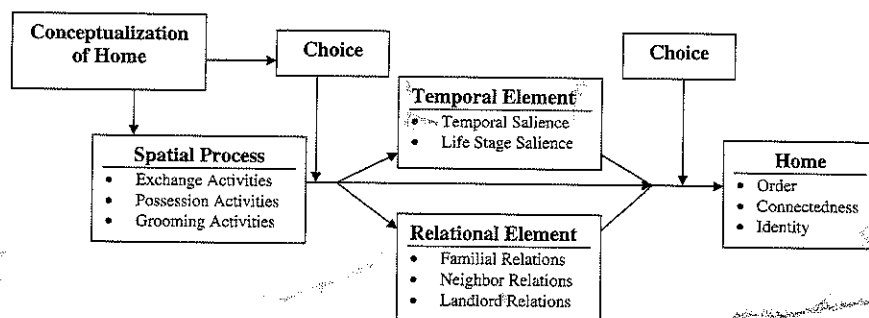 Conceptualization
of Home
Choice
Choice
Temporal Element
• Temporal Salience
• Life Stage Salience
Spatial Process
• Exchange Activities
• Possession Activities
• Grooming Activities
Home
• Order
• Connectedness
• Identity
Relational Element
• Familial Relations
• Neighbor Relations
• Landlord Relations